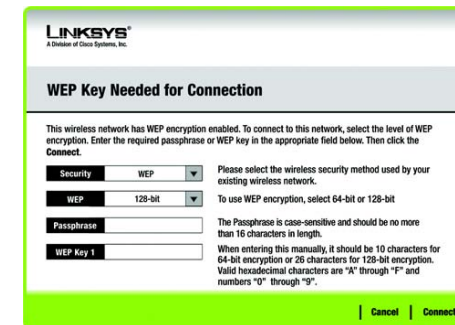 LINKSYS®
A Division of Cisco Systems, Inc.
WEP Key Needed for Connection
This wireless network has WEP encryption enabled. To connect to this network, select the level of WEP
encryption. Enter the required passphrase or WEP key in the appropriate field below. Then click the
Connect.
Security WEP Please select the wireless security method used by your
existing wireless network.
WEP 128-bit To use WEP encryption, select 64-bit or 128-bit
Passphrase The Passphrase is case-sensitive and should be no more
than 16 characters in length.
WEP Key 1 When entering this manually, it should be 10 characters for
64-bit encryption or 26 characters for 128-bit encryption.
Valid hexadecimal characters are "A" through "F" and
numbers "0" through "9".
Cancel Connect